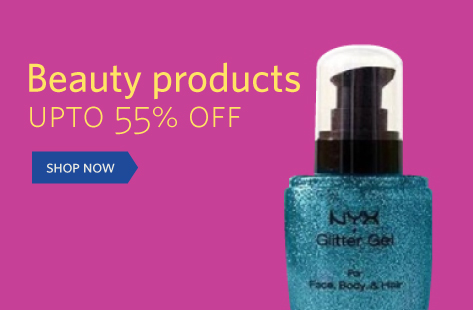 Beauty products
UPTO 55% OFF
SHOP NOW
NYX
Glitter Gel
For
Face, Body, & Hair